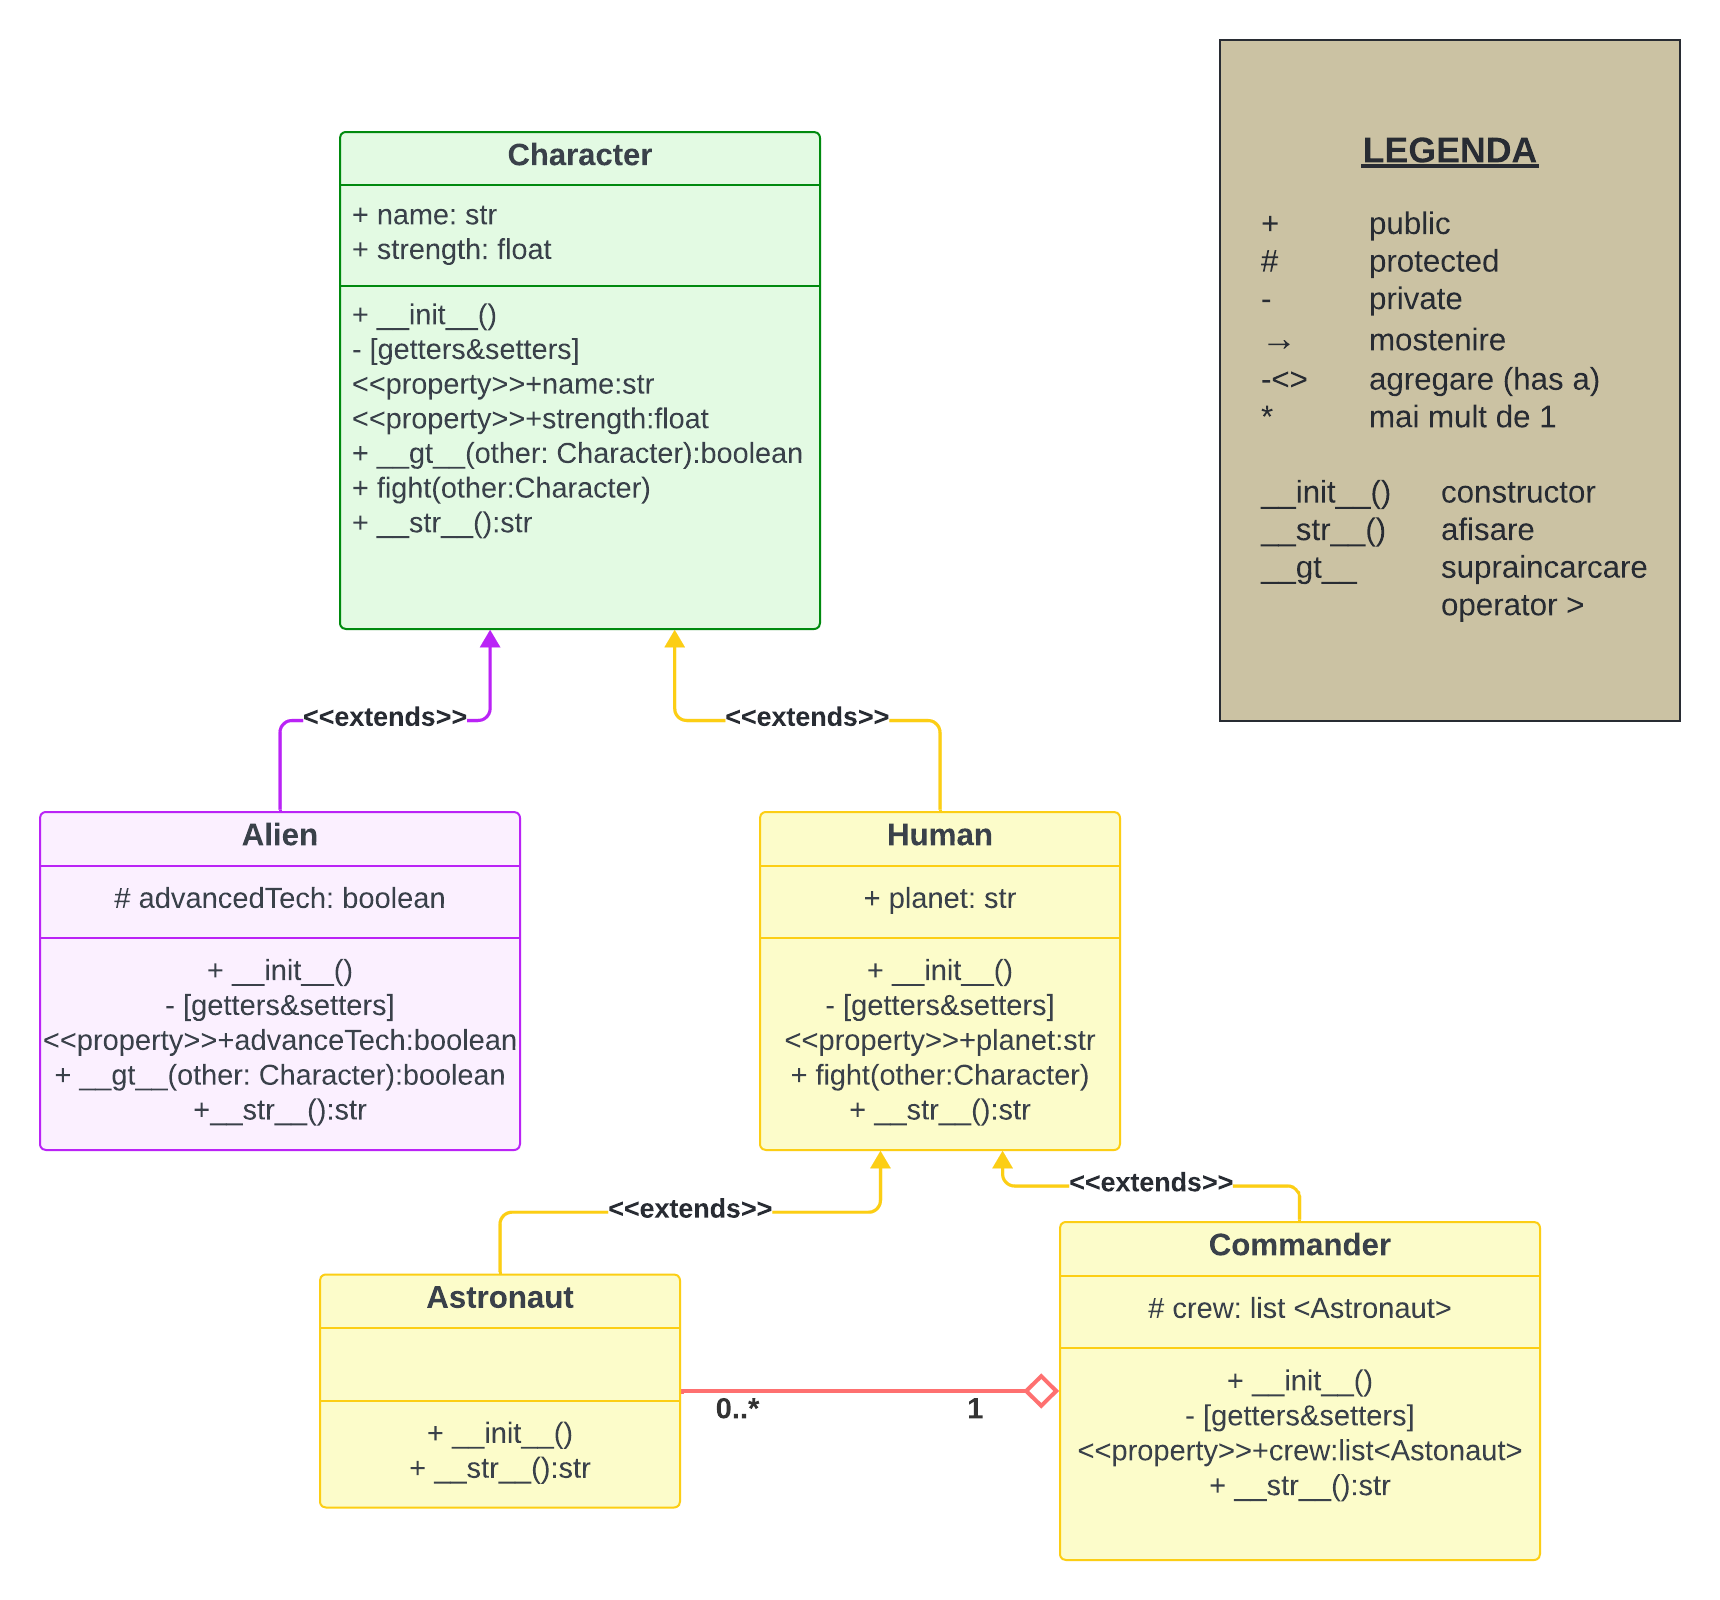 Character
+ name: str
+ strength: float
+ __init__()
- [getters&setters]
<<property>>+name:str
<<property>>+strength:float
+ __gt__(other: Character):boolean
+ fight(other:Character)
+ __str__():str
LEGENDA
+ public
# protected
- private
→ mostenire
-<> agregare (has a)
* mai mult de 1
__init__() constructor
__str__() afisare
__gt__ supraincarcare
operator >
<<extends>>
<<extends>>
Alien
# advancedTech: boolean
+ __init__()
- [getters&setters]
<<property>>+advanceTech:boolean
+ __gt__(other: Character):boolean
+__str__():str
Human
+ planet: str
+ __init__()
- [getters&setters]
<<property>>+planet:str
+ fight(other:Character)
+ __str__():str
<<extends>>
<<extends>>
Astronaut
+ __init__()
+ __str__():str
0..*
1
Commander
# crew: list <Astronaut>
+ __init__()
- [getters&setters]
<<property>>+crew:list<Astonaut>
+ __str__():str